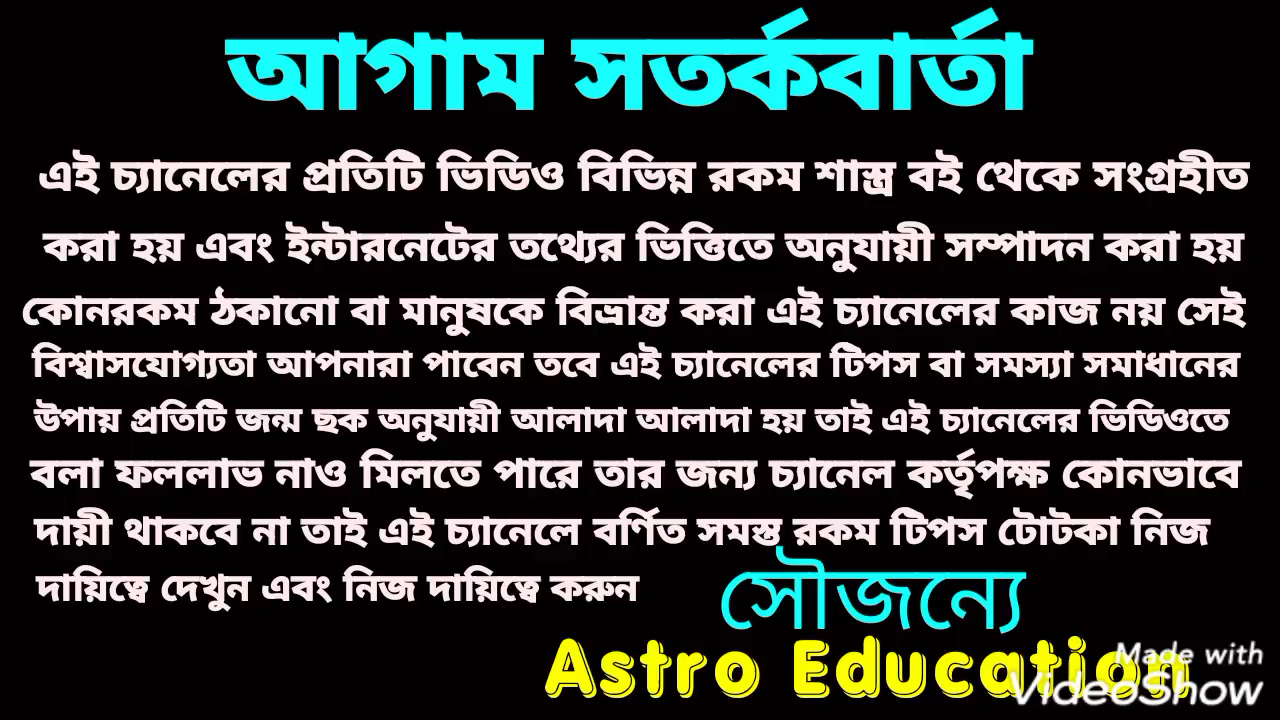 আগাম সতর্কবার্তা
এই চ্যানেলের প্রতিটি ভিডিও বিভিন্ন রকম শাস্ত্র বই থেকে সংগ্রহীত
করা হয় এবং ইন্টারনেটের তথ্যের ভিত্তিতে অনুযায়ী সম্পাদন করা হয়
কোনরকম ঠকানো বা মানুষকে বিভ্রান্ত করা এই চ্যানেলের কাজ নয় সেই
বিশ্বাসযোগ্যতা আপনারা পাবেন তবে এই চ্যানেলের টিপস বা সমস্যা সমাধানের
উপায় প্রতিটি জন্ম ছক অনুযায়ী আলাদা আলাদা হয় তাই এই চ্যানেলের ভিডিওতে
বলা ফললাভ নাও মিলতে পারে তার জন্য চ্যানেল কর্তৃপক্ষ কোনভাবে
দায়ী থাকবে না তাই এই চ্যানেলে বর্ণিত সমস্ত রকম টিপস টোটকা নিজ
দায়িত্বে দেখুন এবং নিজ দায়িত্বে করুন
সৌজন্যে
Astro Education
Made with
VideoShow